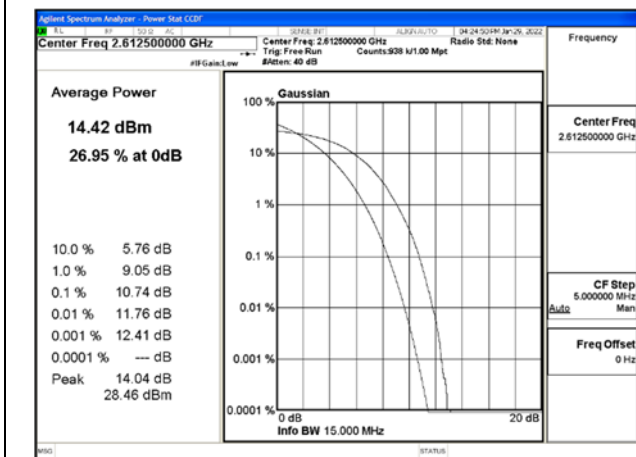 Agilent Spectrum Analyzer - Power Stat CCDF
RL RF 50 Ω AC SENSE:INT ALIGN AUTO 04:24:50 PM Jan 29, 2022
Center Freq 2.612500000 GHz
Center Freq: 2.612500000 GHz Radio Std: None
Trig: Free Run Counts:938 k/1.00 Mpt
#IFGain:Low #Atten: 40 dB
Frequency
Average Power
14.42 dBm
26.95 % at 0dB
10.0 % 5.76 dB
1.0 % 9.05 dB
0.1 % 10.74 dB
0.01 % 11.76 dB
0.001 % 12.41 dB
0.0001 % --- dB
Peak 14.04 dB
28.46 dBm
Gaussian
100 %
10 %
1 %
0.1 %
0.01 %
0.001 %
0.0001 %
0 dB 20 dB
Info BW 15.000 MHz
Center Freq
2.612500000 GHz
CF Step
5.000000 MHz
Auto Man
Freq Offset
0 Hz
MSG STATUS